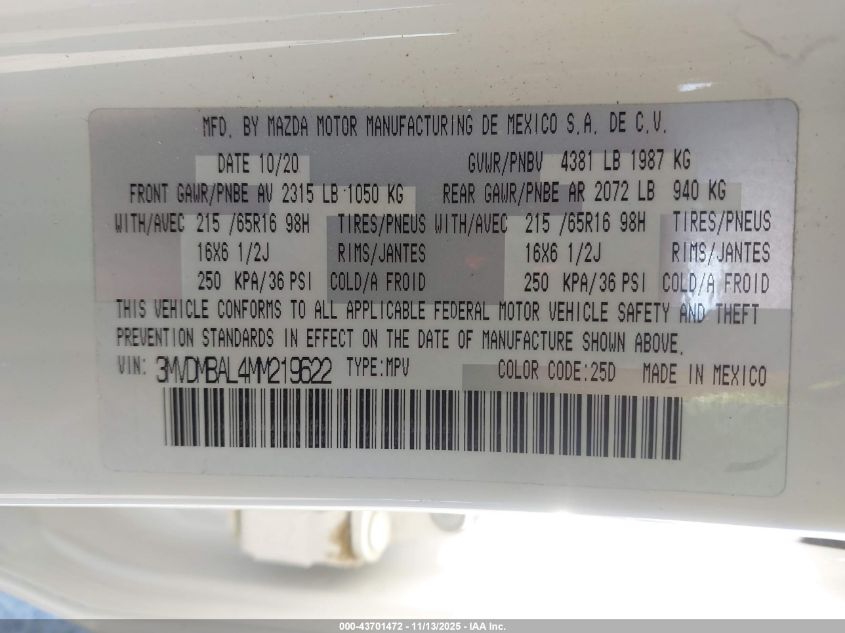 MFD. BY MAZDA MOTOR MANUFACTURING DE MEXICO S.A. DE C.V.
DATE 10/20 GVWR/PNBV 4381 LB 1987 KG
FRONT GAWR/PNBE AV 2315 LB 1050 KG REAR GAWR/PNBE AR 2072 LB 940 KG
WITH/AVEC 215 /65R16 98H TIRES/PNEUS WITH/AVEC 215 /65R16 98H TIRES/PNEUS
16X6 1/2J RIMS/JANTES 16X6 1/2J RIMS/JANTES
250 KPA/36 PSI COLD/A FROID 250 KPA/36 PSI COLD/A FROID
THIS VEHICLE CONFORMS TO ALL APPLICABLE FEDERAL MOTOR VEHICLE SAFETY AND THEFT
PREVENTION STANDARDS IN EFFECT ON THE DATE OF MANUFACTURE SHOWN ABOVE.
VIN: 3MVDMBAL4MM219622 TYPE:MPV COLOR CODE:25D MADE IN MEXICO
000-43701472 - 11/13/2025 - IAA Inc.